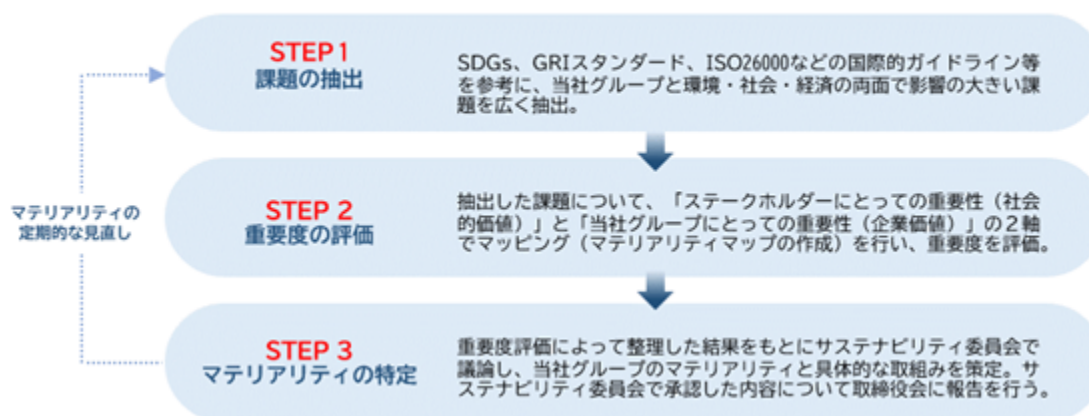 STEP 1
課題の抽出
SDGs、GRIスタンダード、ISO26000などの国際的ガイドライン等
を参考に、当社グループと環境・社会・経済の両面で影響の大きい課
題を広く抽出。
マテリアリティの
定期的な見直し
STEP 2
重要度の評価
抽出した課題について、「ステークホルダーにとっての重要性（社会
的価値）」と「当社グループにとっての重要性（企業価値）」の２軸
でマッピング（マテリアリティマップの作成）を行い、重要度を評価。
STEP 3
マテリアリティの特定
重要度評価によって整理した結果をもとにサステナビリティ委員会で
議論し、当社グループのマテリアリティと具体的な取組みを策定。サ
ステナビリティ委員会で承認した内容について取締役会に報告を行う。